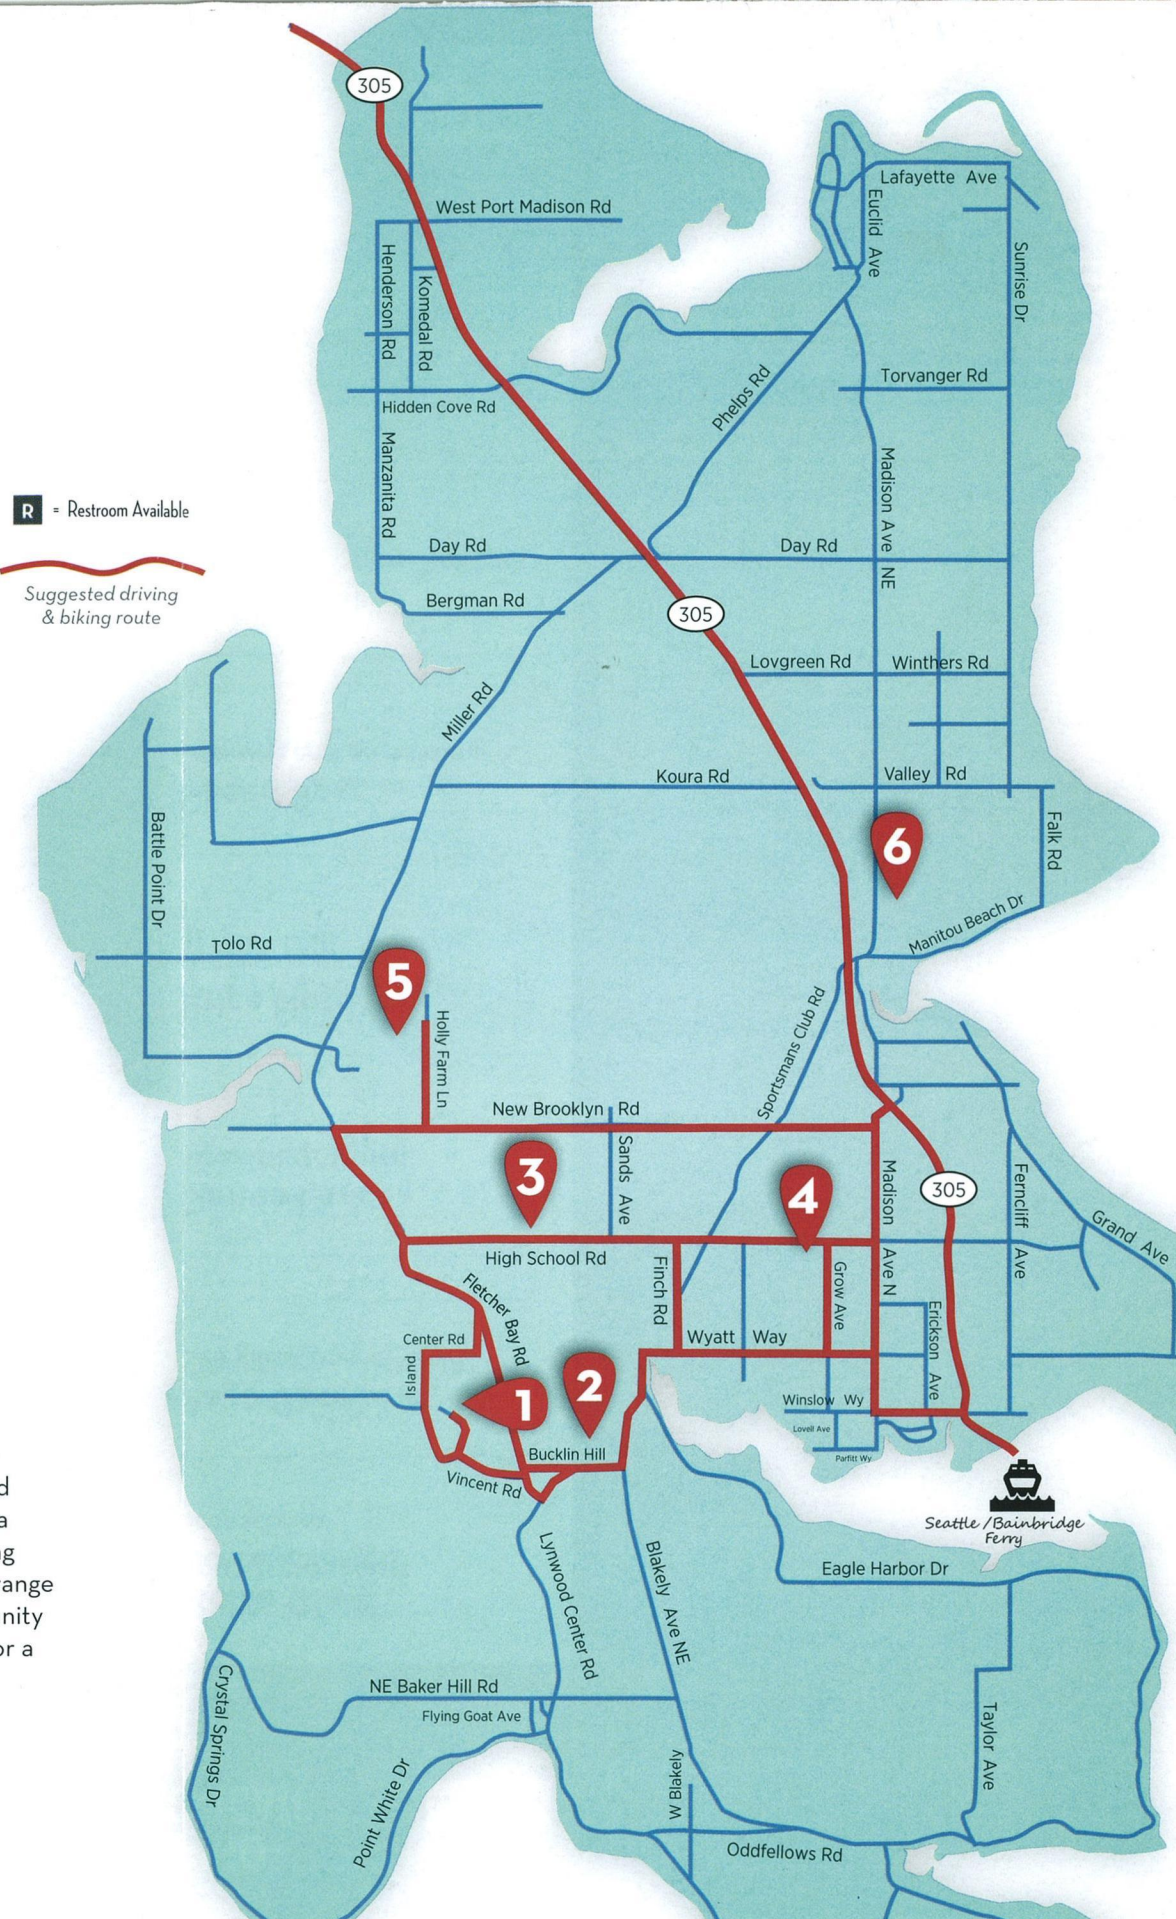 305
West Port Madison Rd
Lafayette Ave
Euclid Ave
Sunrise Dr
Henderson Rd
Komedal Rd
Phelps Rd
Torvanger Rd
Hidden Cove Rd
Manzanita Rd
Madison Ave NE
R = Restroom Available
Day Rd
Day Rd
Suggested driving
& biking route
Bergman Rd
305
Lovgreen Rd
Winthers Rd
Miller Rd
Koura Rd
Valley Rd
Battle Point Dr
6
Falk Rd
Manitou Beach Dr
Tolo Rd
5
Holly Farm Ln
Sportsmans Club Rd
New Brooklyn Rd
Sands Ave
3
4
Madison Ave N
305
Ferncliff Ave
Grand Ave
High School Rd
Finch Rd
Grow Ave
Fletcher Bay Rd
Center Rd
Wyatt Way
Erickson Ave
Island
1
2
Winslow Wy
Lovell Ave
Parfitt Wy
Bucklin Hill
Vincent Rd
Seattle/Bainbridge
Ferry
d
a
g
ange
nity
or a
Lynwood Center Rd
Blakely Ave NE
Eagle Harbor Dr
Crystal Springs Dr
NE Baker Hill Rd
Flying Goat Ave
Taylor Ave
Point White Dr
W Blakely
Oddfellows Rd